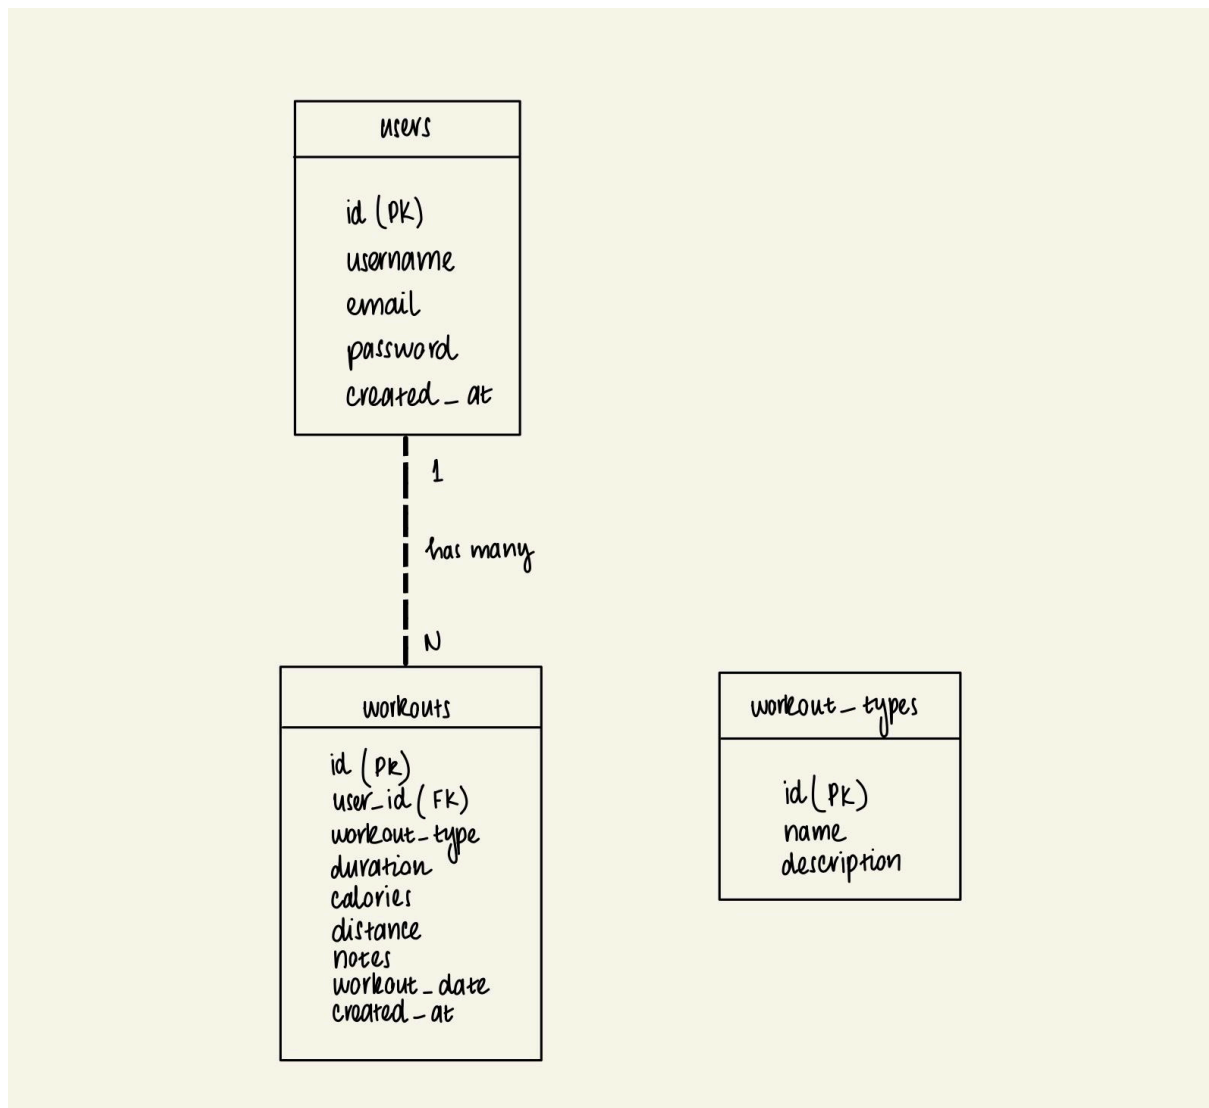 users
id (PK)
username
email
password
created_at
1
has many
N
workouts
id (PK)
user_id (FK)
workout_type
duration
calories
distance
notes
workout_date
created_at
workout_types
id (PK)
name
description